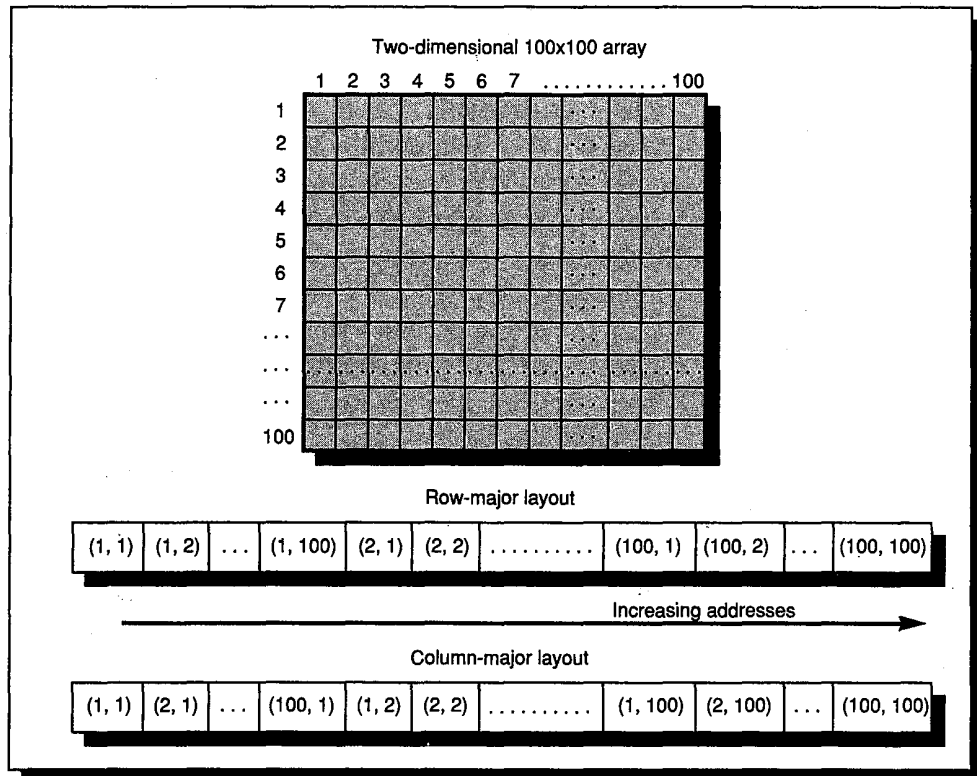 Two-dimensional 100x100 array
1 2 3 4 5 6 7 ............. 100
1 ...
2 ...
3 ...
4 ...
5 ...
6 ...
7 ...
... ...
... ........................................
... ...
100 ...
Row-major layout
(1, 1) (1, 2) ... (1, 100) (2, 1) (2, 2) .......... (100, 1) (100, 2) ... (100, 100)
Increasing addresses
Column-major layout
(1, 1) (2, 1) ... (100, 1) (1, 2) (2, 2) .......... (1, 100) (2, 100) ... (100, 100)